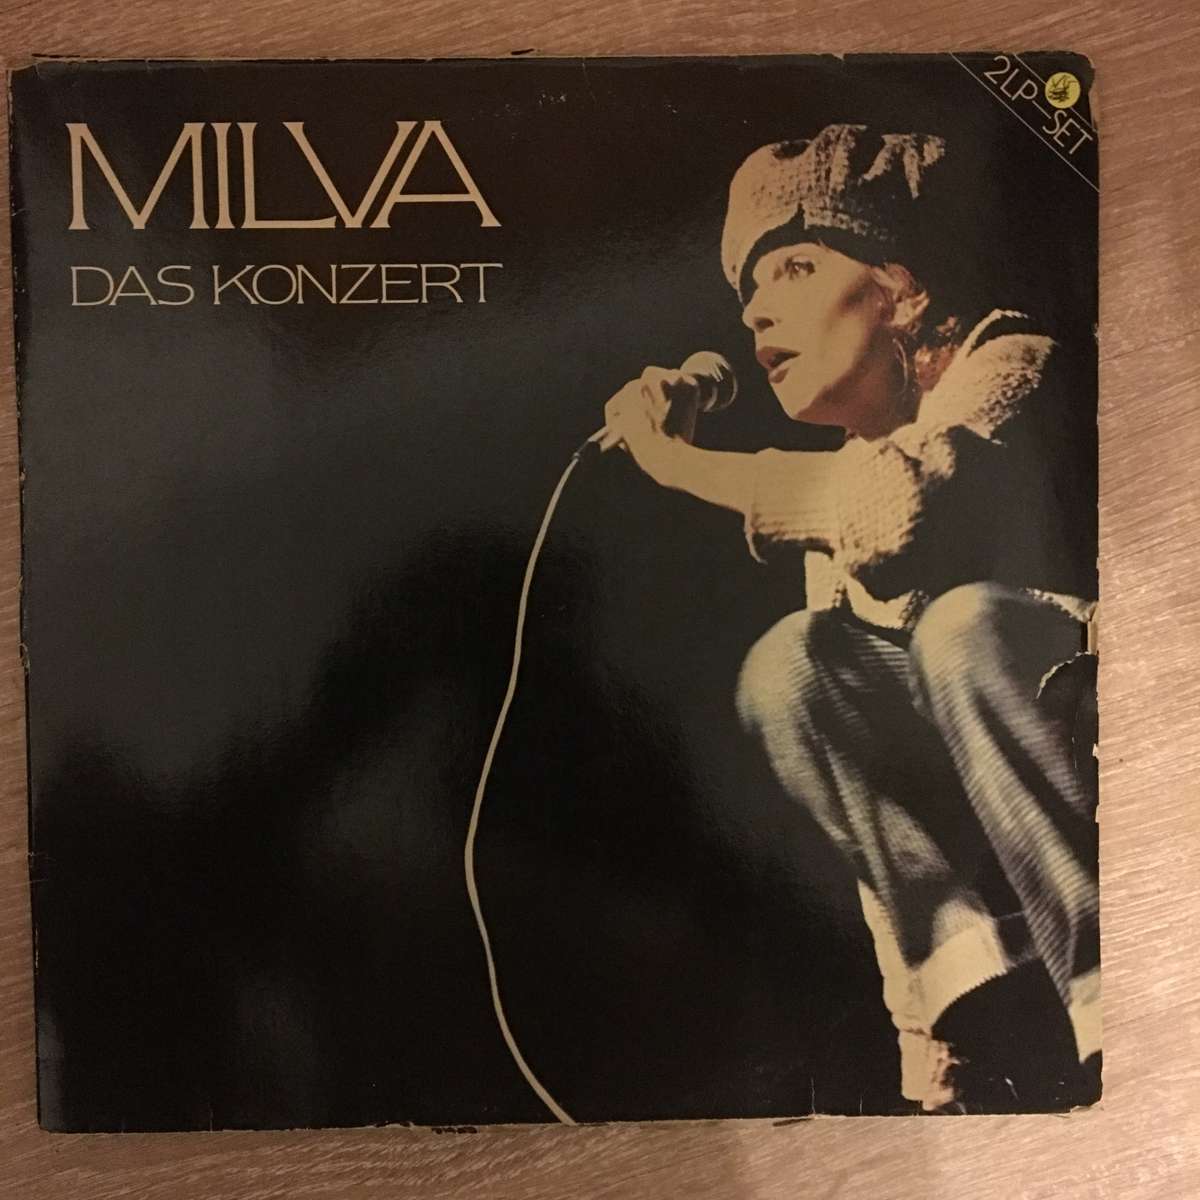 MILVA
DAS KONZERT
2LP-SET